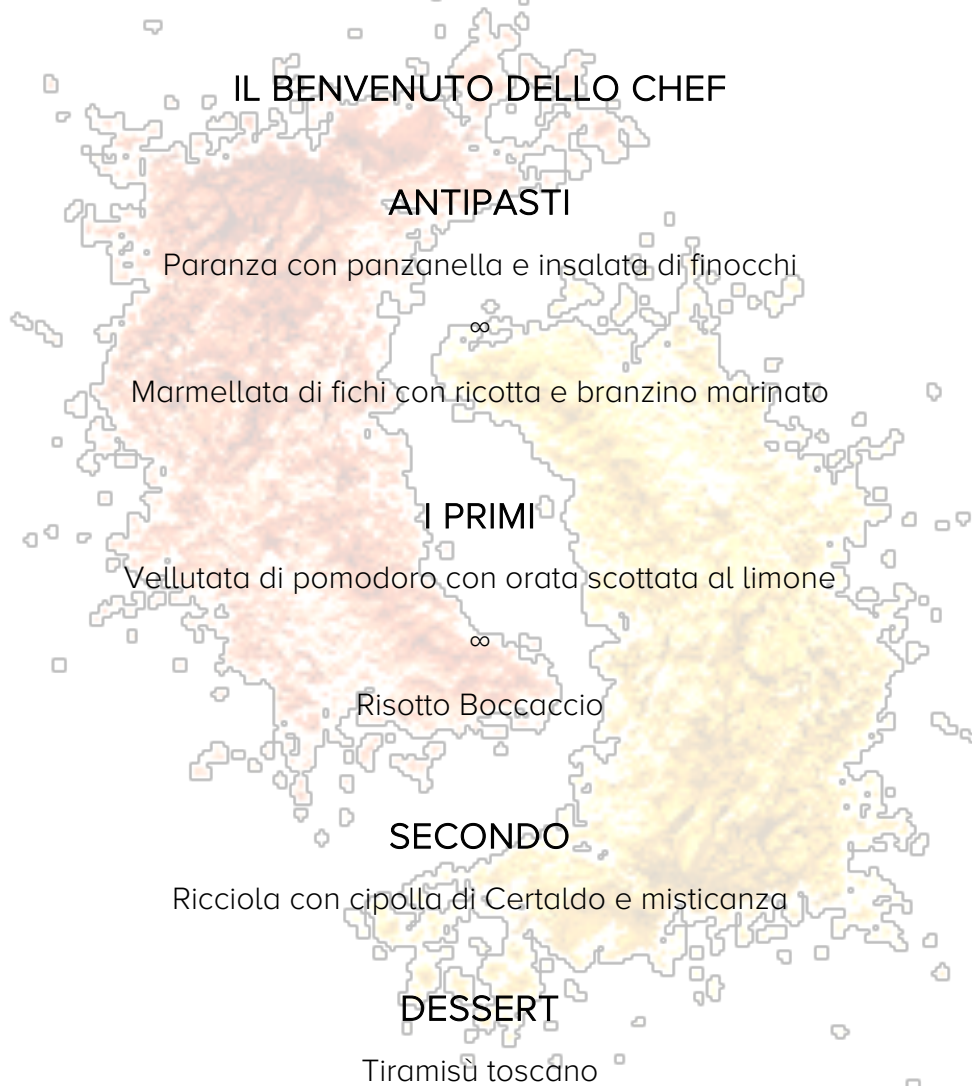 IL BENVENUTO DELLO CHEF
ANTIPASTI
Paranza con panzanella e insalata di finocchi
∞
Marmellata di fichi con ricotta e branzino marinato
I PRIMI
Vellutata di pomodoro con orata scottata al limone
∞
Risotto Boccaccio
SECONDO
Ricciola con cipolla di Certaldo e misticanza
DESSERT
Tiramisù toscano